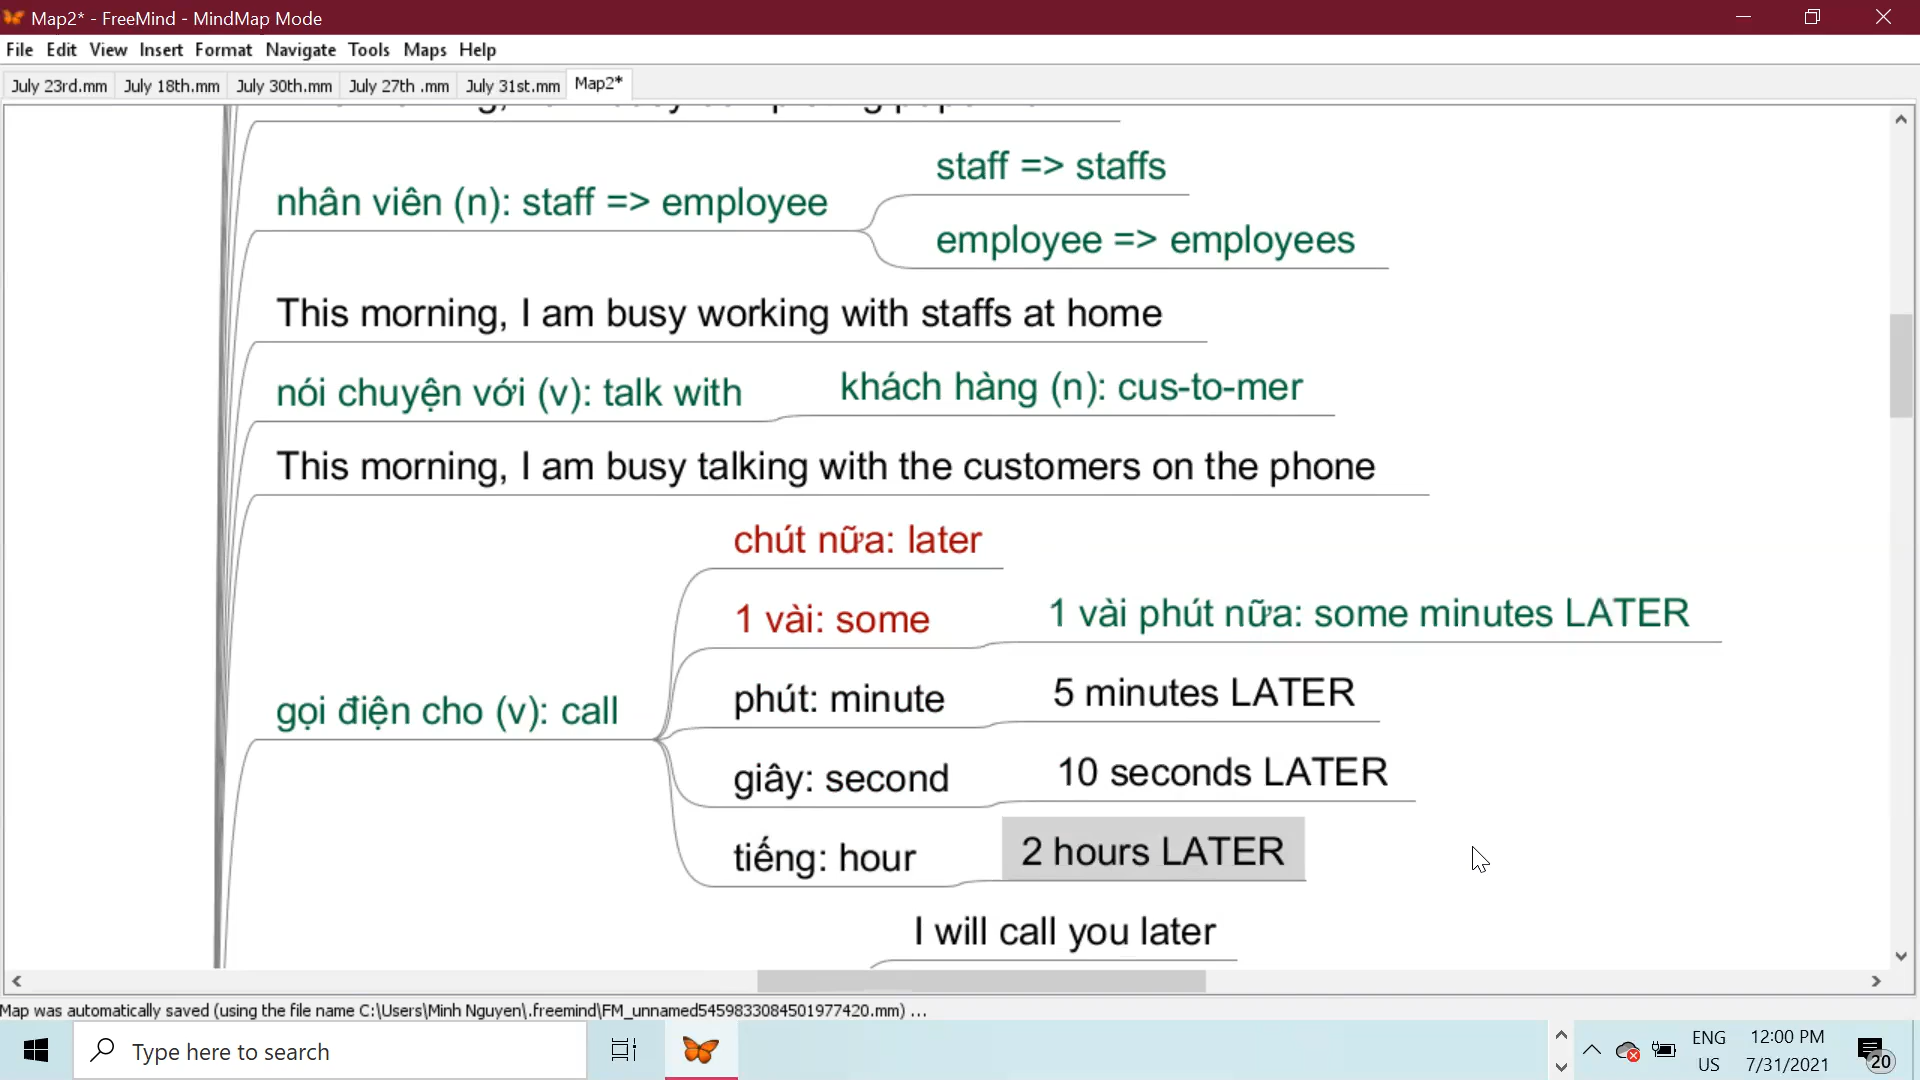 Map2* - FreeMind - MindMap Mode
File Edit View Insert Format Navigate Tools Maps Help
July 23rd.mm July 18th.mm July 30th.mm July 27th .mm July 31st.mm Map2*
nhân viên (n): staff => employee
staff => staffs
employee => employees
This morning, I am busy working with staffs at home
nói chuyện với (v): talk with
khách hàng (n): cus-to-mer
This morning, I am busy talking with the customers on the phone
gọi điện cho (v): call
chút nữa: later
1 vài: some
1 vài phút nữa: some minutes LATER
phút: minute
5 minutes LATER
giây: second
10 seconds LATER
tiếng: hour
2 hours LATER
I will call you later
Map was automatically saved (using the file name C:\Users\Minh Nguyen\.freemind\FM_unnamed5459833084501977420.mm) ...
Type here to search
ENG
US
12:00 PM
7/31/2021
20